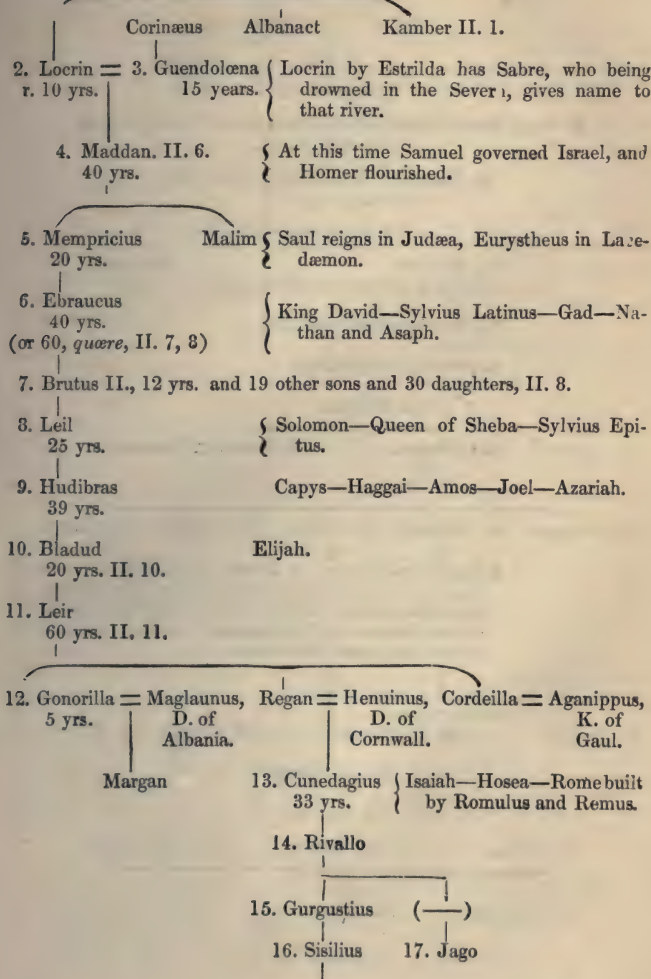 Corinæus Albanact Kamber II. 1.
2. Locrin = 3. Guendolœna { Locrin by Estrilda has Sabre, who being
r. 10 yrs. 15 years. drowned in the Sever , gives name to
that river.
4. Maddan. II. 6. { At this time Samuel governed Israel, and
40 yrs. Homer flourished.
5. Mempricius Malim { Saul reigns in Judæa, Eurystheus in Lacedæmon.
20 yrs.
6. Ebraucus { King David—Sylvius Latinus—Gad—Na-
40 yrs. than and Asaph.
(or 60, quære, II. 7, 8)
7. Brutus II., 12 yrs. and 19 other sons and 30 daughters, II. 8.
8. Leil { Solomon—Queen of Sheba—Sylvius Epi-
25 yrs. tus.
9. Hudibras Capys—Haggai—Amos—Joel—Azariah.
39 yrs.
10. Bladud Elijah.
20 yrs. II. 10.
11. Leir
60 yrs. II. 11.
12. Gonorilla = Maglaunus, Regan = Henuinus, Cordeilla = Aganippus,
5 yrs. D. of D. of K. of
Albania. Cornwall. Gaul.
Margan 13. Cunedagius { Isaiah—Hosea—Rome built
33 yrs. by Romulus and Remus.
14. Rivallo
15. Gurgustius (——)
16. Sisilius 17. Jago